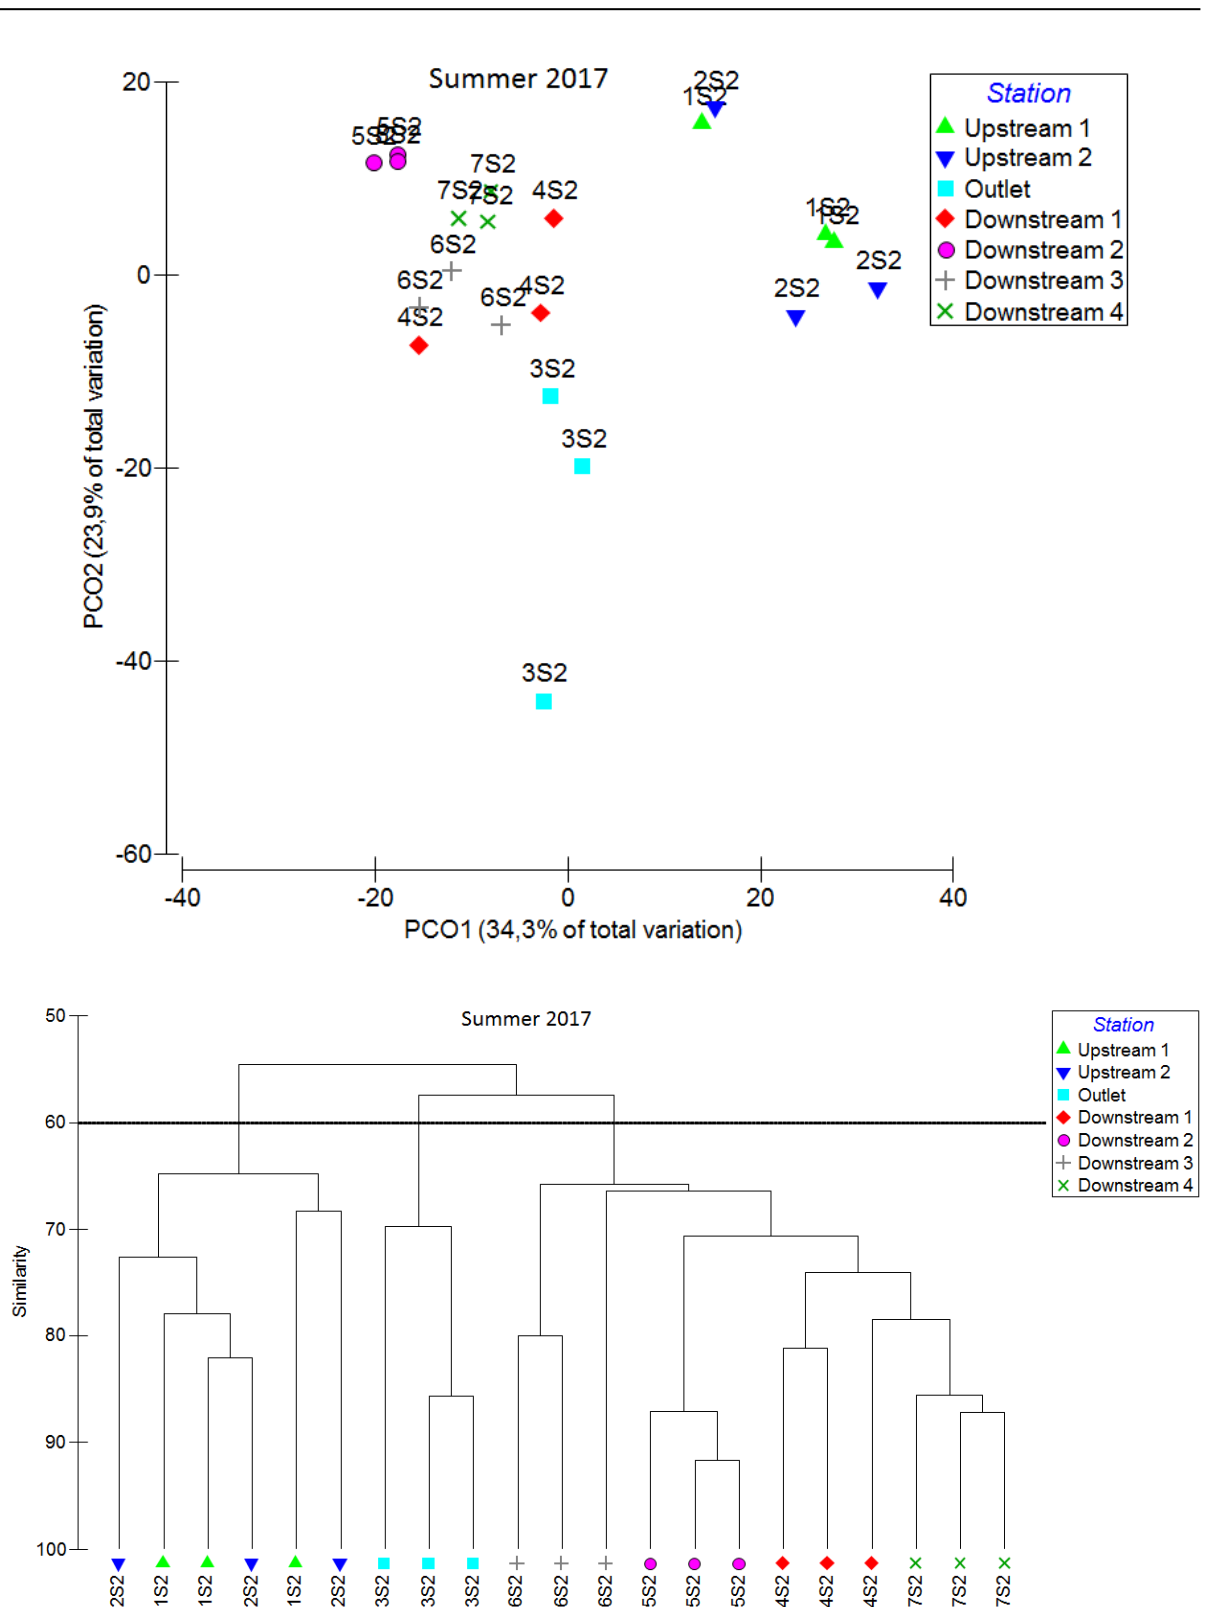 Summer 2017
Station
Upstream 1
Upstream 2
Outlet
Downstream 1
Downstream 2
Downstream 3
Downstream 4
20
0
-20
-40
-60
PCO2 (23,9% of total variation)
2S2
1S2
5S2
5S2
7S2
7S2
7S2
4S2
1S2
1S2
6S2
2S2
6S2
2S2
6S2
4S2
4S2
3S2
3S2
3S2
-40
-20
0
20
40
PCO1 (34,3% of total variation)
Summer 2017
Station
Upstream 1
Upstream 2
Outlet
Downstream 1
Downstream 2
Downstream 3
Downstream 4
50
60
70
80
90
100
Similarity
2S2
1S2
1S2
2S2
1S2
2S2
3S2
3S2
3S2
6S2
6S2
6S2
5S2
5S2
5S2
4S2
4S2
4S2
7S2
7S2
7S2